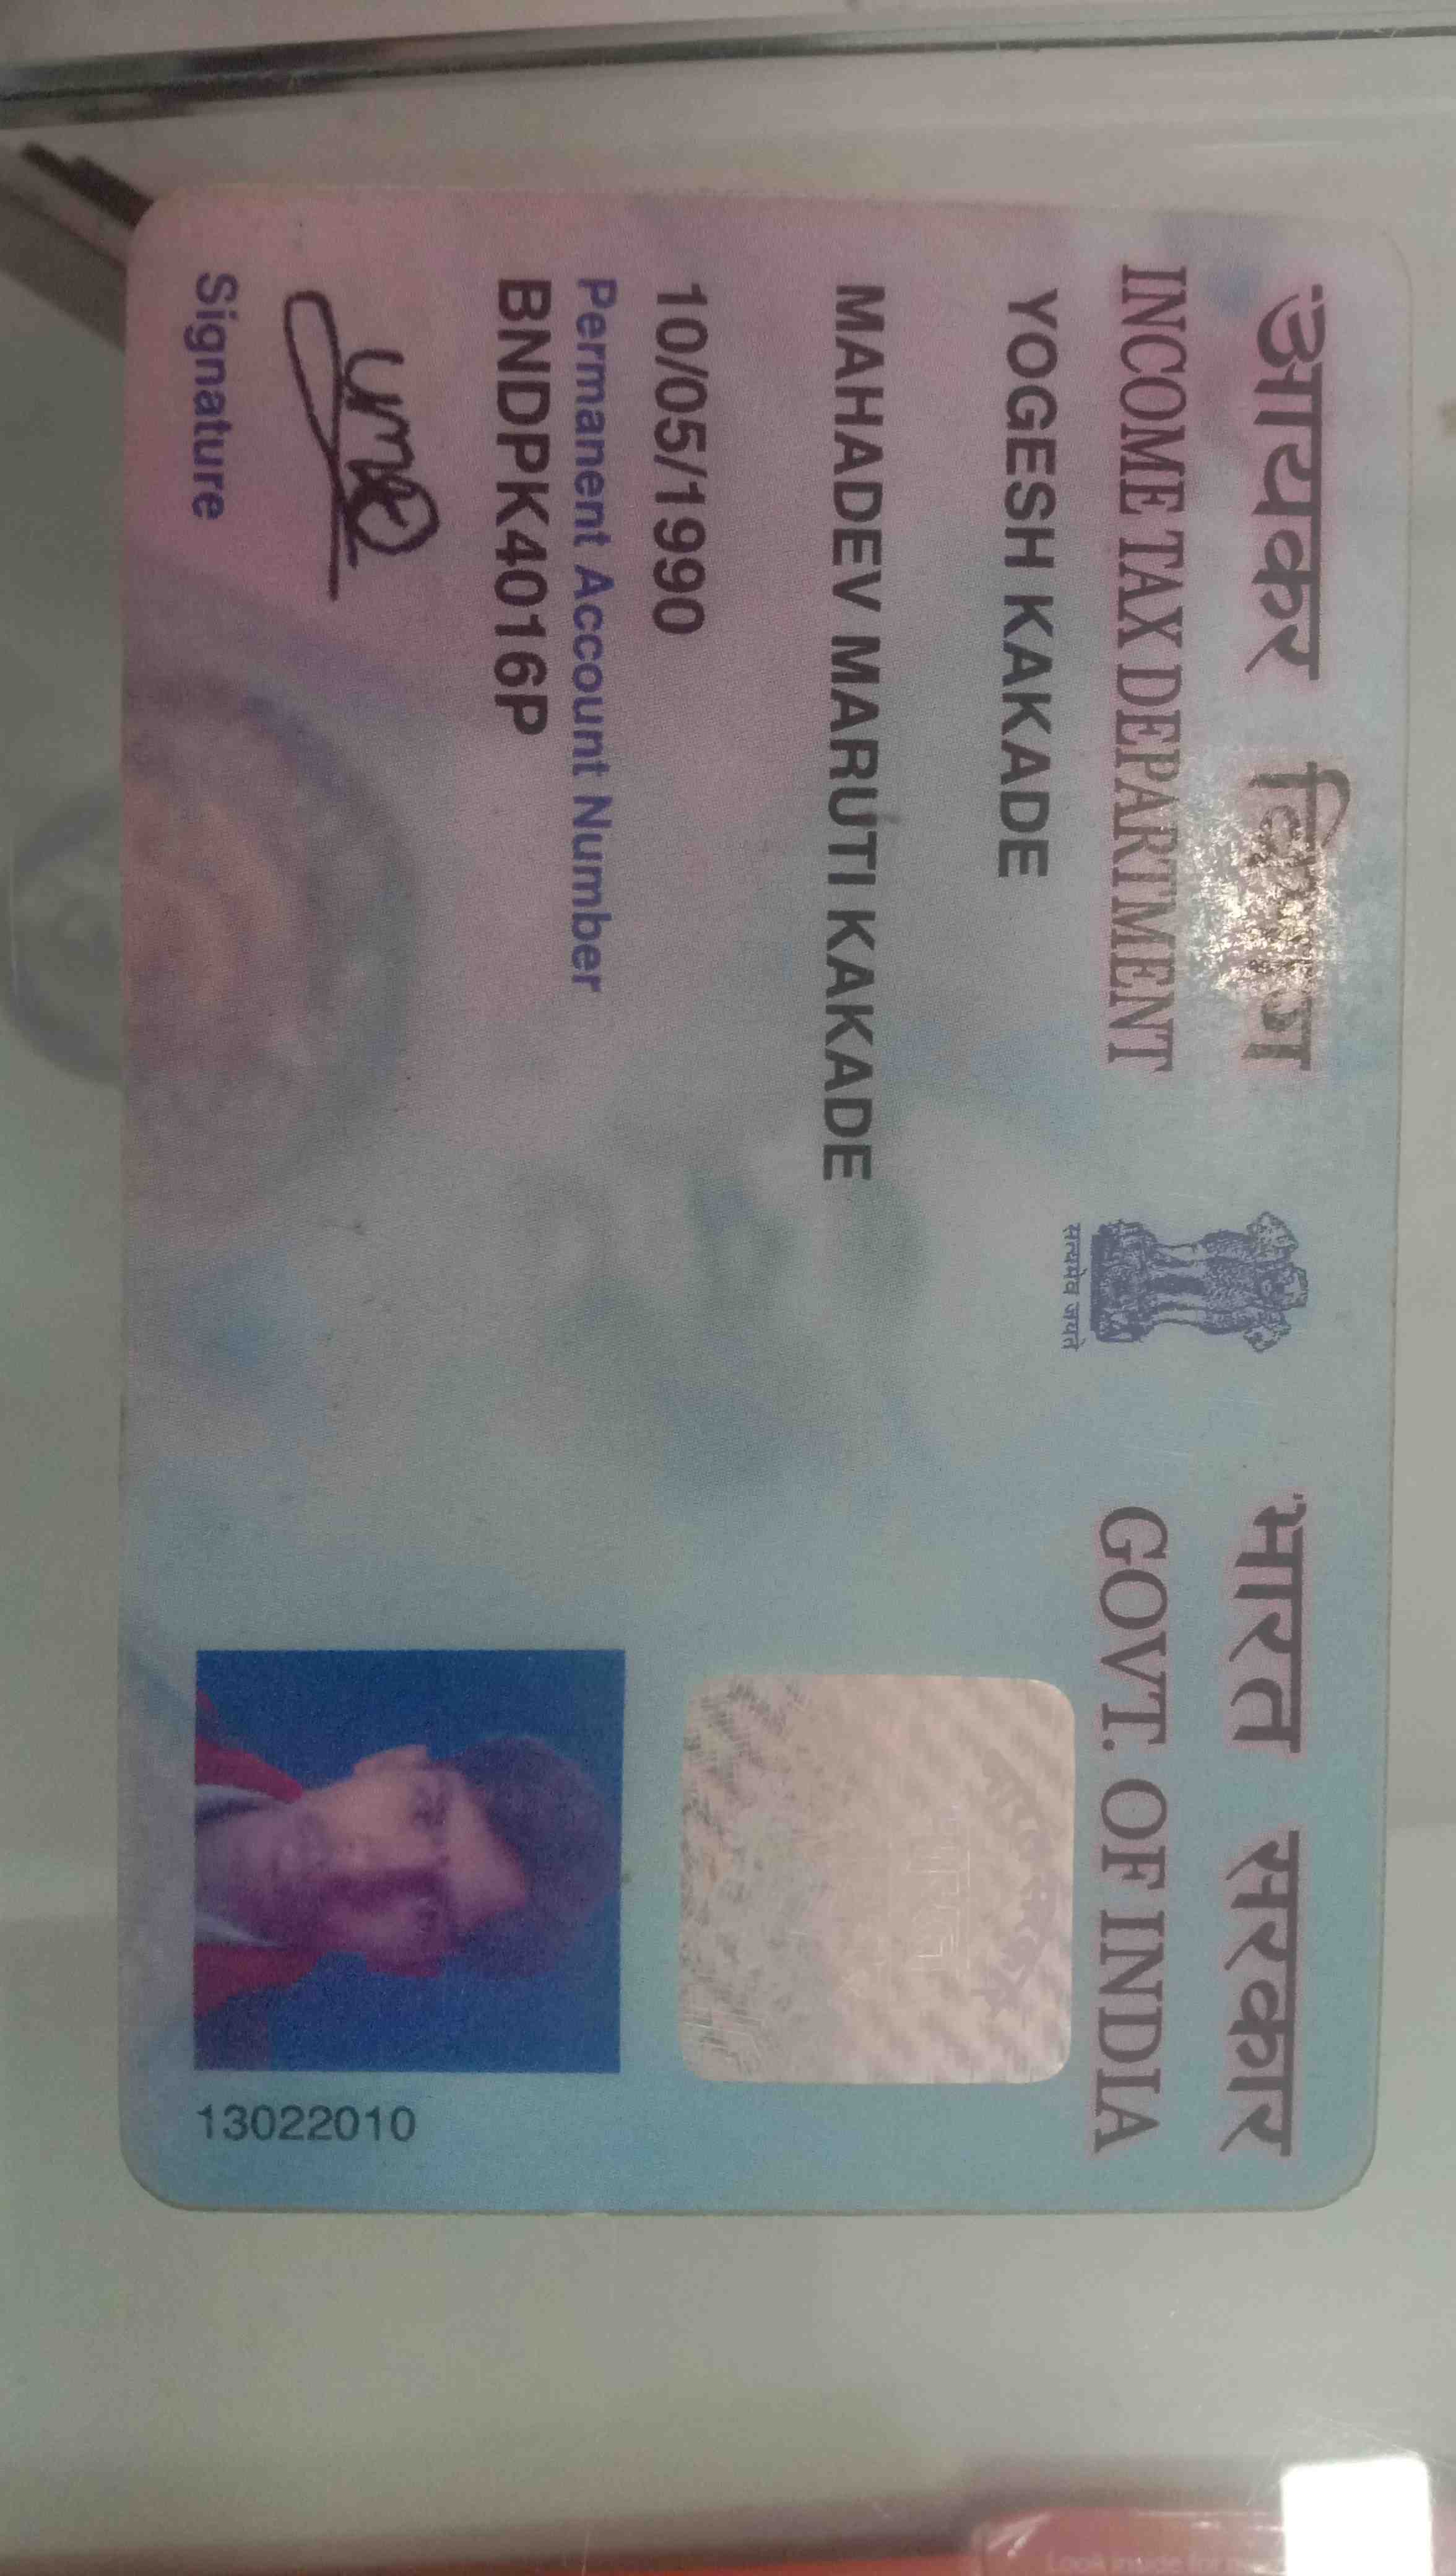 आयकर विभाग
INCOME TAX DEPARTMENT
सत्यमेव जयते
भारत सरकार
GOVT. OF INDIA
YOGESH KAKADE
MAHADEV MARUTI KAKADE
10/05/1990
Permanent Account Number
BNDPK4016P
Signature
13022010